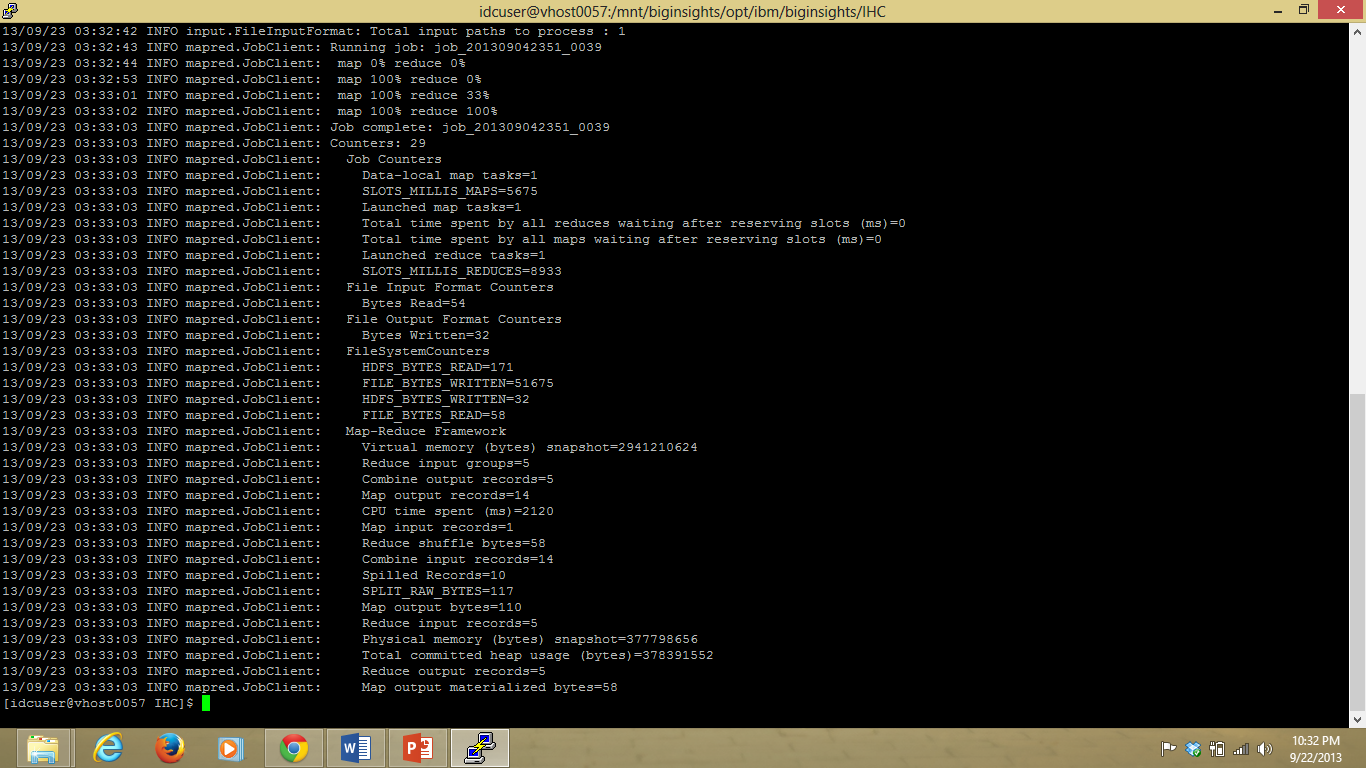 idcuser@vhost0057:/mnt/biginsights/opt/ibm/biginsights/IHC
13/09/23 03:32:42 INFO input.FileInputFormat: Total input paths to process : 1
13/09/23 03:32:43 INFO mapred.JobClient: Running job: job_201309042351_0039
13/09/23 03:32:44 INFO mapred.JobClient:  map 0% reduce 0%
13/09/23 03:32:53 INFO mapred.JobClient:  map 100% reduce 0%
13/09/23 03:33:01 INFO mapred.JobClient:  map 100% reduce 33%
13/09/23 03:33:02 INFO mapred.JobClient:  map 100% reduce 100%
13/09/23 03:33:03 INFO mapred.JobClient: Job complete: job_201309042351_0039
13/09/23 03:33:03 INFO mapred.JobClient: Counters: 29
13/09/23 03:33:03 INFO mapred.JobClient:   Job Counters
13/09/23 03:33:03 INFO mapred.JobClient:     Data-local map tasks=1
13/09/23 03:33:03 INFO mapred.JobClient:     SLOTS_MILLIS_MAPS=5675
13/09/23 03:33:03 INFO mapred.JobClient:     Launched map tasks=1
13/09/23 03:33:03 INFO mapred.JobClient:     Total time spent by all reduces waiting after reserving slots (ms)=0
13/09/23 03:33:03 INFO mapred.JobClient:     Total time spent by all maps waiting after reserving slots (ms)=0
13/09/23 03:33:03 INFO mapred.JobClient:     Launched reduce tasks=1
13/09/23 03:33:03 INFO mapred.JobClient:     SLOTS_MILLIS_REDUCES=8933
13/09/23 03:33:03 INFO mapred.JobClient:   File Input Format Counters
13/09/23 03:33:03 INFO mapred.JobClient:     Bytes Read=54
13/09/23 03:33:03 INFO mapred.JobClient:   File Output Format Counters
13/09/23 03:33:03 INFO mapred.JobClient:     Bytes Written=32
13/09/23 03:33:03 INFO mapred.JobClient:   FileSystemCounters
13/09/23 03:33:03 INFO mapred.JobClient:     HDFS_BYTES_READ=171
13/09/23 03:33:03 INFO mapred.JobClient:     FILE_BYTES_WRITTEN=51675
13/09/23 03:33:03 INFO mapred.JobClient:     HDFS_BYTES_WRITTEN=32
13/09/23 03:33:03 INFO mapred.JobClient:     FILE_BYTES_READ=58
13/09/23 03:33:03 INFO mapred.JobClient:   Map-Reduce Framework
13/09/23 03:33:03 INFO mapred.JobClient:     Virtual memory (bytes) snapshot=2941210624
13/09/23 03:33:03 INFO mapred.JobClient:     Reduce input groups=5
13/09/23 03:33:03 INFO mapred.JobClient:     Combine output records=5
13/09/23 03:33:03 INFO mapred.JobClient:     Map output records=14
13/09/23 03:33:03 INFO mapred.JobClient:     CPU time spent (ms)=2120
13/09/23 03:33:03 INFO mapred.JobClient:     Map input records=1
13/09/23 03:33:03 INFO mapred.JobClient:     Reduce shuffle bytes=58
13/09/23 03:33:03 INFO mapred.JobClient:     Combine input records=14
13/09/23 03:33:03 INFO mapred.JobClient:     Spilled Records=10
13/09/23 03:33:03 INFO mapred.JobClient:     SPLIT_RAW_BYTES=117
13/09/23 03:33:03 INFO mapred.JobClient:     Map output bytes=110
13/09/23 03:33:03 INFO mapred.JobClient:     Reduce input records=5
13/09/23 03:33:03 INFO mapred.JobClient:     Physical memory (bytes) snapshot=377798656
13/09/23 03:33:03 INFO mapred.JobClient:     Total committed heap usage (bytes)=378391552
13/09/23 03:33:03 INFO mapred.JobClient:     Reduce output records=5
13/09/23 03:33:03 INFO mapred.JobClient:     Map output materialized bytes=58
[idcuser@vhost0057 IHC]$
10:32 PM
9/22/2013